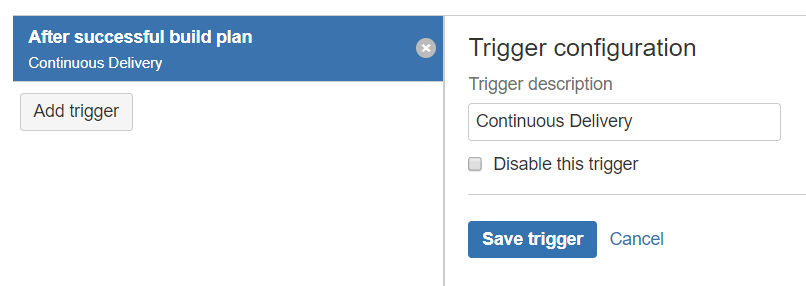 After successful build plan
Continuous Delivery
Add trigger
Trigger configuration
Trigger description
Continuous Delivery
Disable this trigger
Save trigger
Cancel